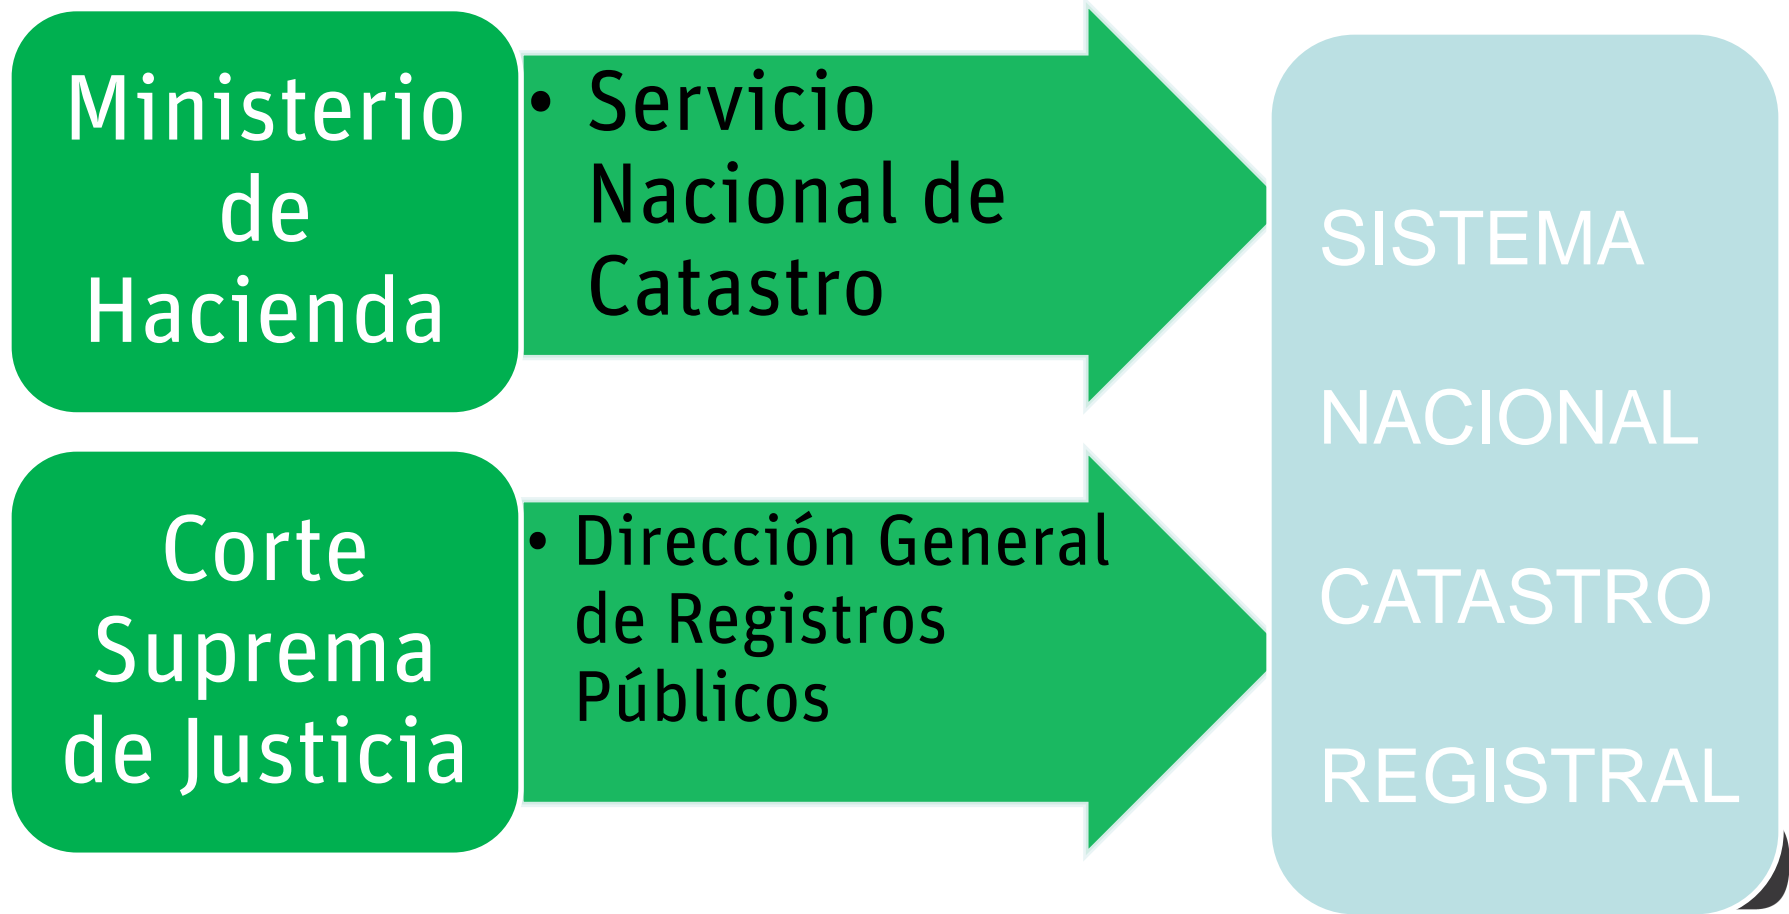 Ministerio
de
Hacienda
• Servicio
Nacional de
Catastro
Corte
Suprema
de Justicia
• Dirección General
de Registros
Públicos
SISTEMA
NACIONAL
CATASTRO
REGISTRAL